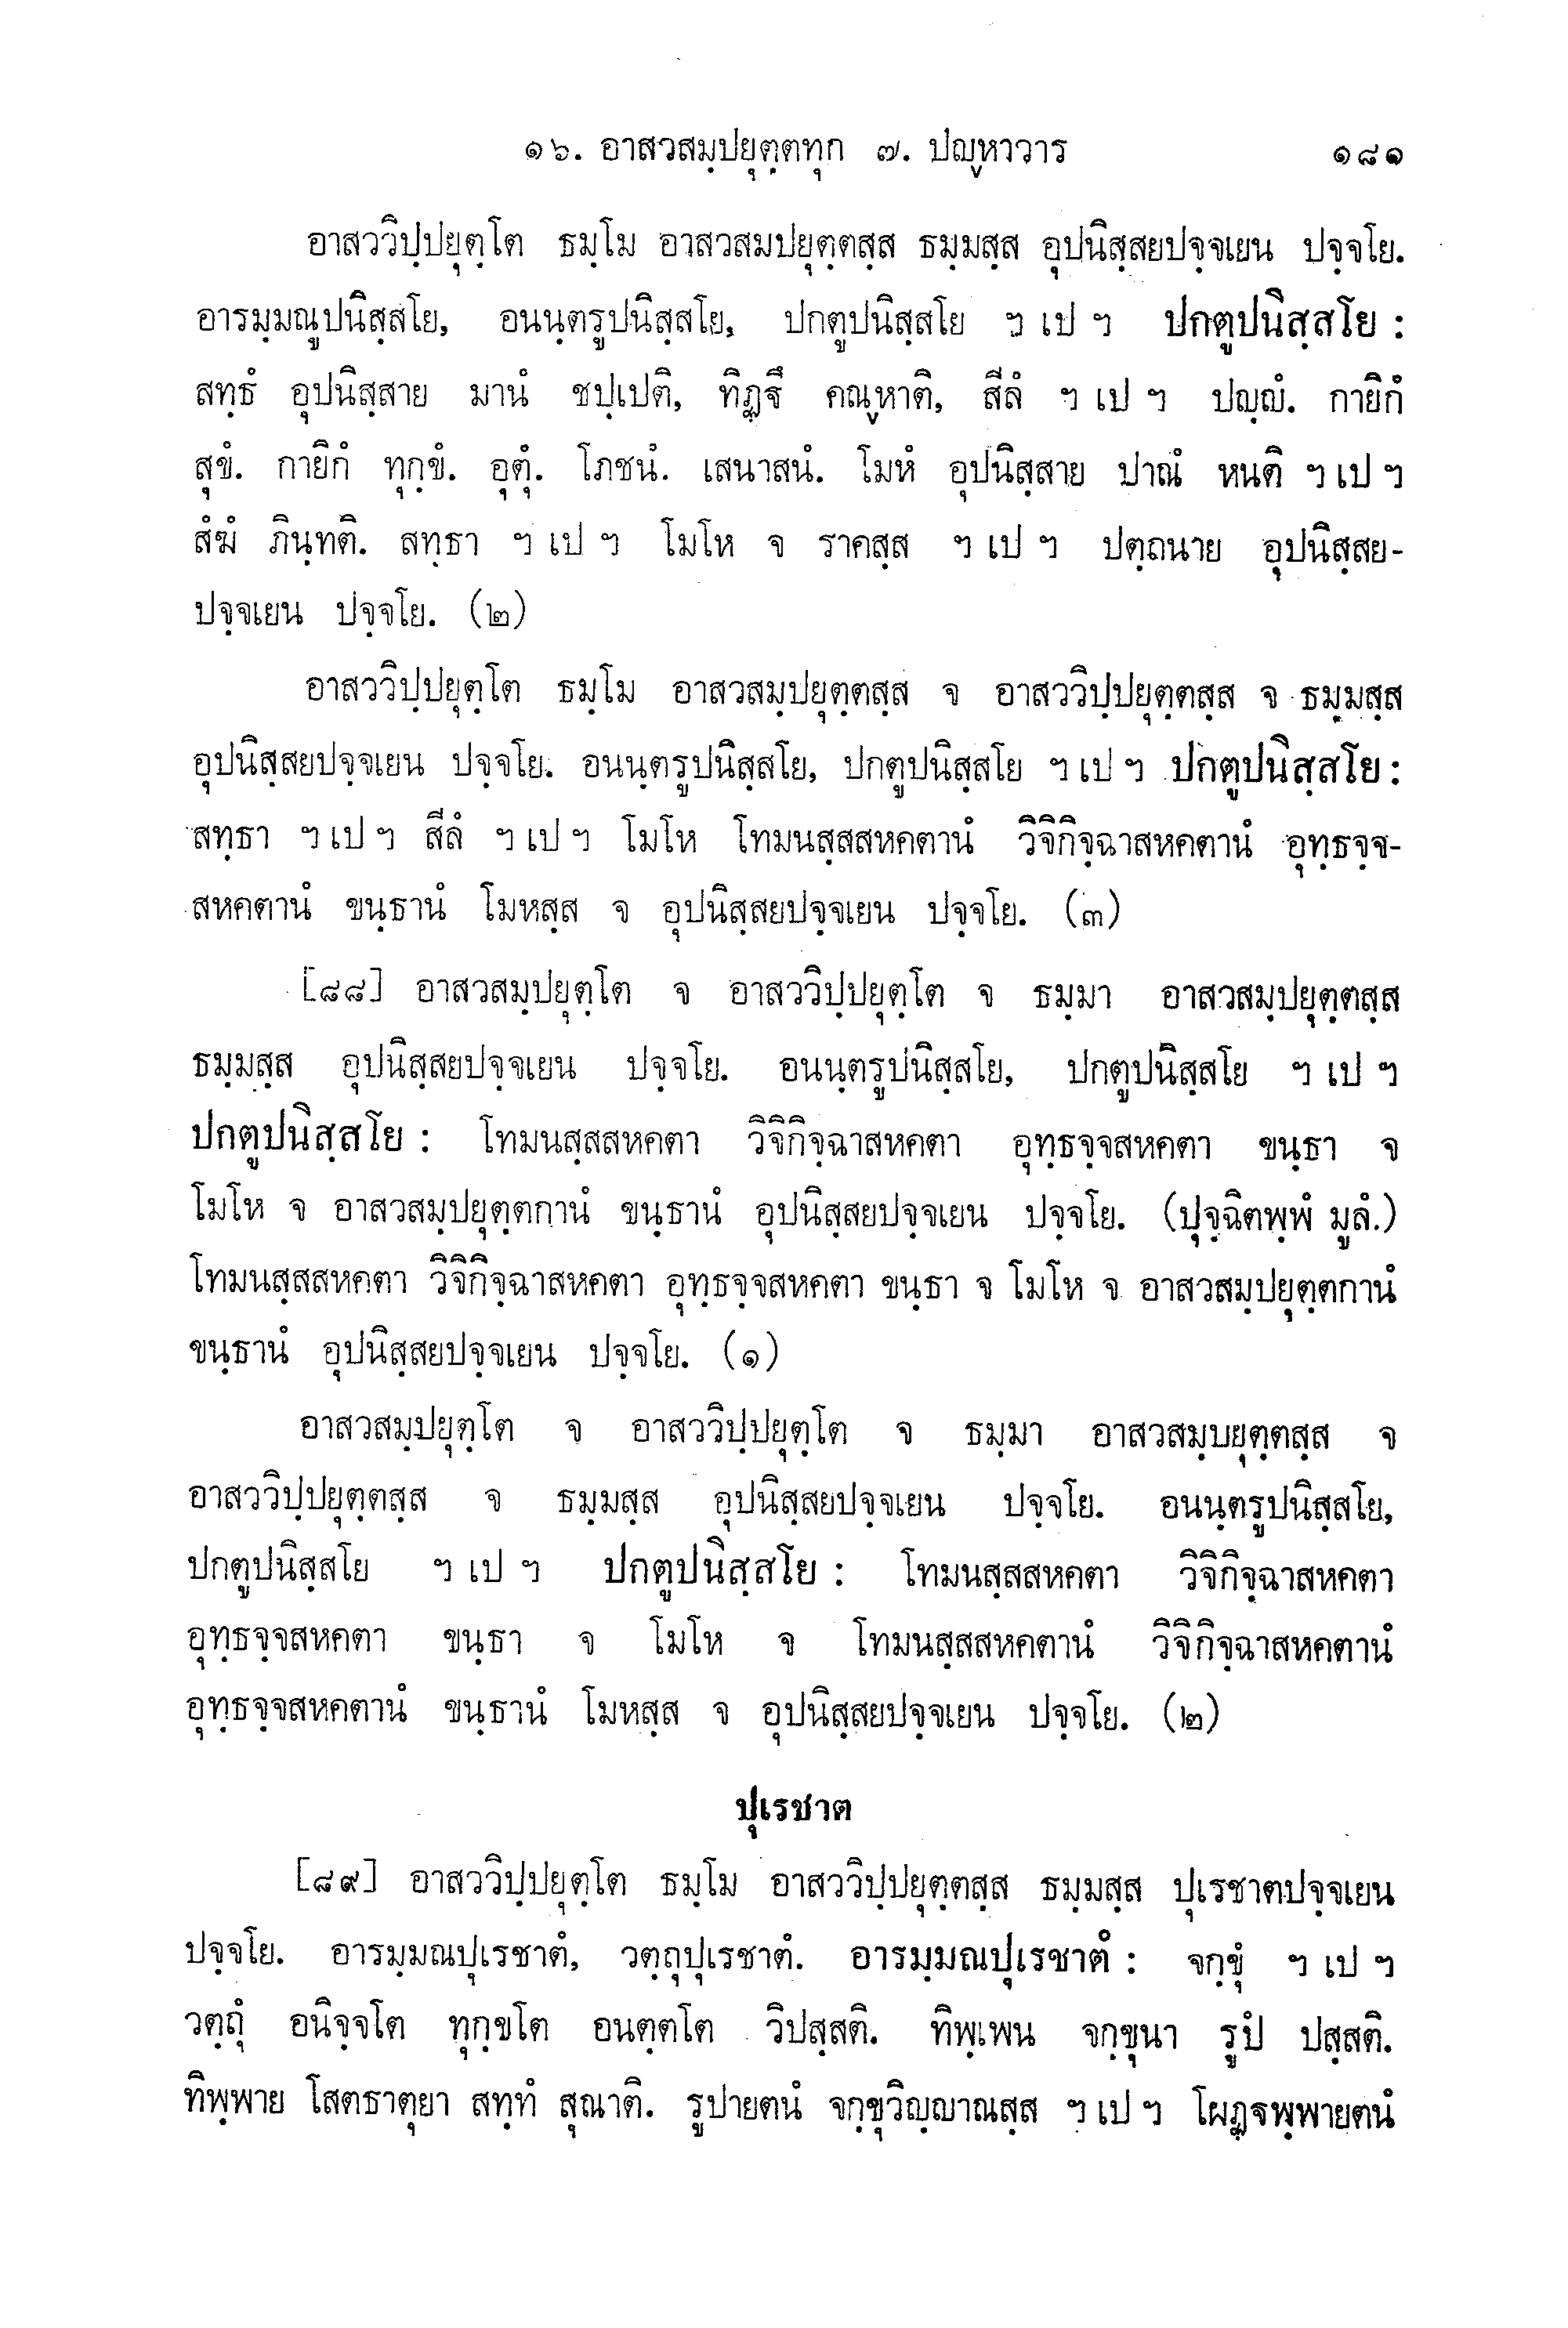 ๑๖. อาสวสมฺปยุตฺตทุก ๗. ปญฺหาวาร ๑๘๑
อาสววิปฺปยุตฺโต ธมฺโม อาสวสมปยุตฺตสฺส ธมฺมสฺส อุปนิสฺสยปจฺจเยน ปจฺจโย.
อารมฺมณูปนิสฺสโย, อนนฺตรูปนิสฺสโย, ปกตูปนิสฺสโย ฯ เป ฯ ปกตูปนิสฺสโย :
สทฺธํ อุปนิสฺสาย มานํ ชปฺเปติ, ทิฏฺฐึ คณฺหาติ, สีลํ ฯ เป ฯ ปญฺญํ. กายิกํ
สุขํ. กายิกํ ทุกฺขํ. อุตุํ. โภชนํ. เสนาสนํ. โมหํ อุปนิสฺสาย ปาณํ หนติ ฯ เป ฯ
สํฆํ ภินฺทติ. สทฺธา ฯ เป ฯ โมโห จ ราคสฺส ฯ เป ฯ ปตฺถนาย อุปนิสฺสย-
ปจฺจเยน ปจฺจโย. (๒)
อาสววิปฺปยุตฺโต ธมฺโม อาสวสมฺปยุตฺตสฺส จ อาสววิปฺปยุตฺตสฺส จ ธมฺมสฺส
อุปนิสฺสยปจฺจเยน ปจฺจโย. อนนฺตรูปนิสฺสโย, ปกตูปนิสฺสโย ฯ เป ฯ ปกตูปนิสฺสโย :
สทฺธา ฯ เป ฯ สีลํ ฯ เป ฯ โมโห โทมนสฺสสหคตานํ วิจิกิจฺฉาสหคตานํ อุทฺธจฺจ-
สหคตานํ ขนฺธานํ โมหสฺส จ อุปนิสฺสยปจฺจเยน ปจฺจโย. (๓)
[๘๘] อาสวสมฺปยุตฺโต จ อาสววิปฺปยุตฺโต จ ธมฺมา อาสวสมฺปยุตฺตสฺส
ธมฺมสฺส อุปนิสฺสยปจฺจเยน ปจฺจโย. อนนฺตรูปนิสฺสโย, ปกตูปนิสฺสโย ฯ เป ฯ
ปกตูปนิสฺสโย : โทมนสฺสสหคตา วิจิกิจฺฉาสหคตา อุทฺธจฺจสหคตา ขนฺธา จ
โมโห จ อาสวสมฺปยุตฺตกานํ ขนฺธานํ อุปนิสฺสยปจฺจเยน ปจฺจโย. (ปุจฺฉิตพฺพํ มูลํ.)
โทมนสฺสสหคตา วิจิกิจฺฉาสหคตา อุทฺธจฺจสหคตา ขนฺธา จ โมโห จ อาสวสมฺปยุตฺตกานํ
ขนฺธานํ อุปนิสฺสยปจฺจเยน ปจฺจโย. (๑)
อาสวสมฺปยุตฺโต จ อาสววิปฺปยุตฺโต จ ธมฺมา อาสวสมฺบยุตฺตสฺส จ
อาสววิปฺปยุตฺตสฺส จ ธมฺมสฺส อุปนิสฺสยปจฺจเยน ปจฺจโย. อนนฺตรูปนิสฺสโย,
ปกตูปนิสฺสโย ฯ เป ฯ ปกตูปนิสฺสโย : โทมนสฺสสหคตา วิจิกิจฺฉาสหคตา
อุทฺธจฺจสหคตา ขนฺธา จ โมโห จ โทมนสฺสสหคตานํ วิจิกิจฺฉาสหคตานํ
อุทฺธจฺจสหคตานํ ขนฺธานํ โมหสฺส จ อุปนิสฺสยปจฺจเยน ปจฺจโย. (๒)
ปุเรชาต
[๘๙] อาสววิปฺปยุตฺโต ธมฺโม อาสววิปฺปยุตฺตสฺส ธมฺมสฺส ปุเรชาตปจฺจเยน
ปจฺจโย. อารมฺมณปุเรชาตํ, วตฺถุปุเรชาตํ. อารมฺมณปุเรชาตํ : จกฺขุํ ฯ เป ฯ
วตฺถุํ อนิจฺจโต ทุกฺขโต อนตฺตโต วิปสฺสติ. ทิพฺเพน จกฺขุนา รูปํ ปสฺสติ.
ทิพฺพาย โสตธาตุยา สทฺทํ สุณาติ. รูปายตนํ จกฺขุวิญฺญาณสฺส ฯ เป ฯ โผฏฺฐพฺพายตนํ